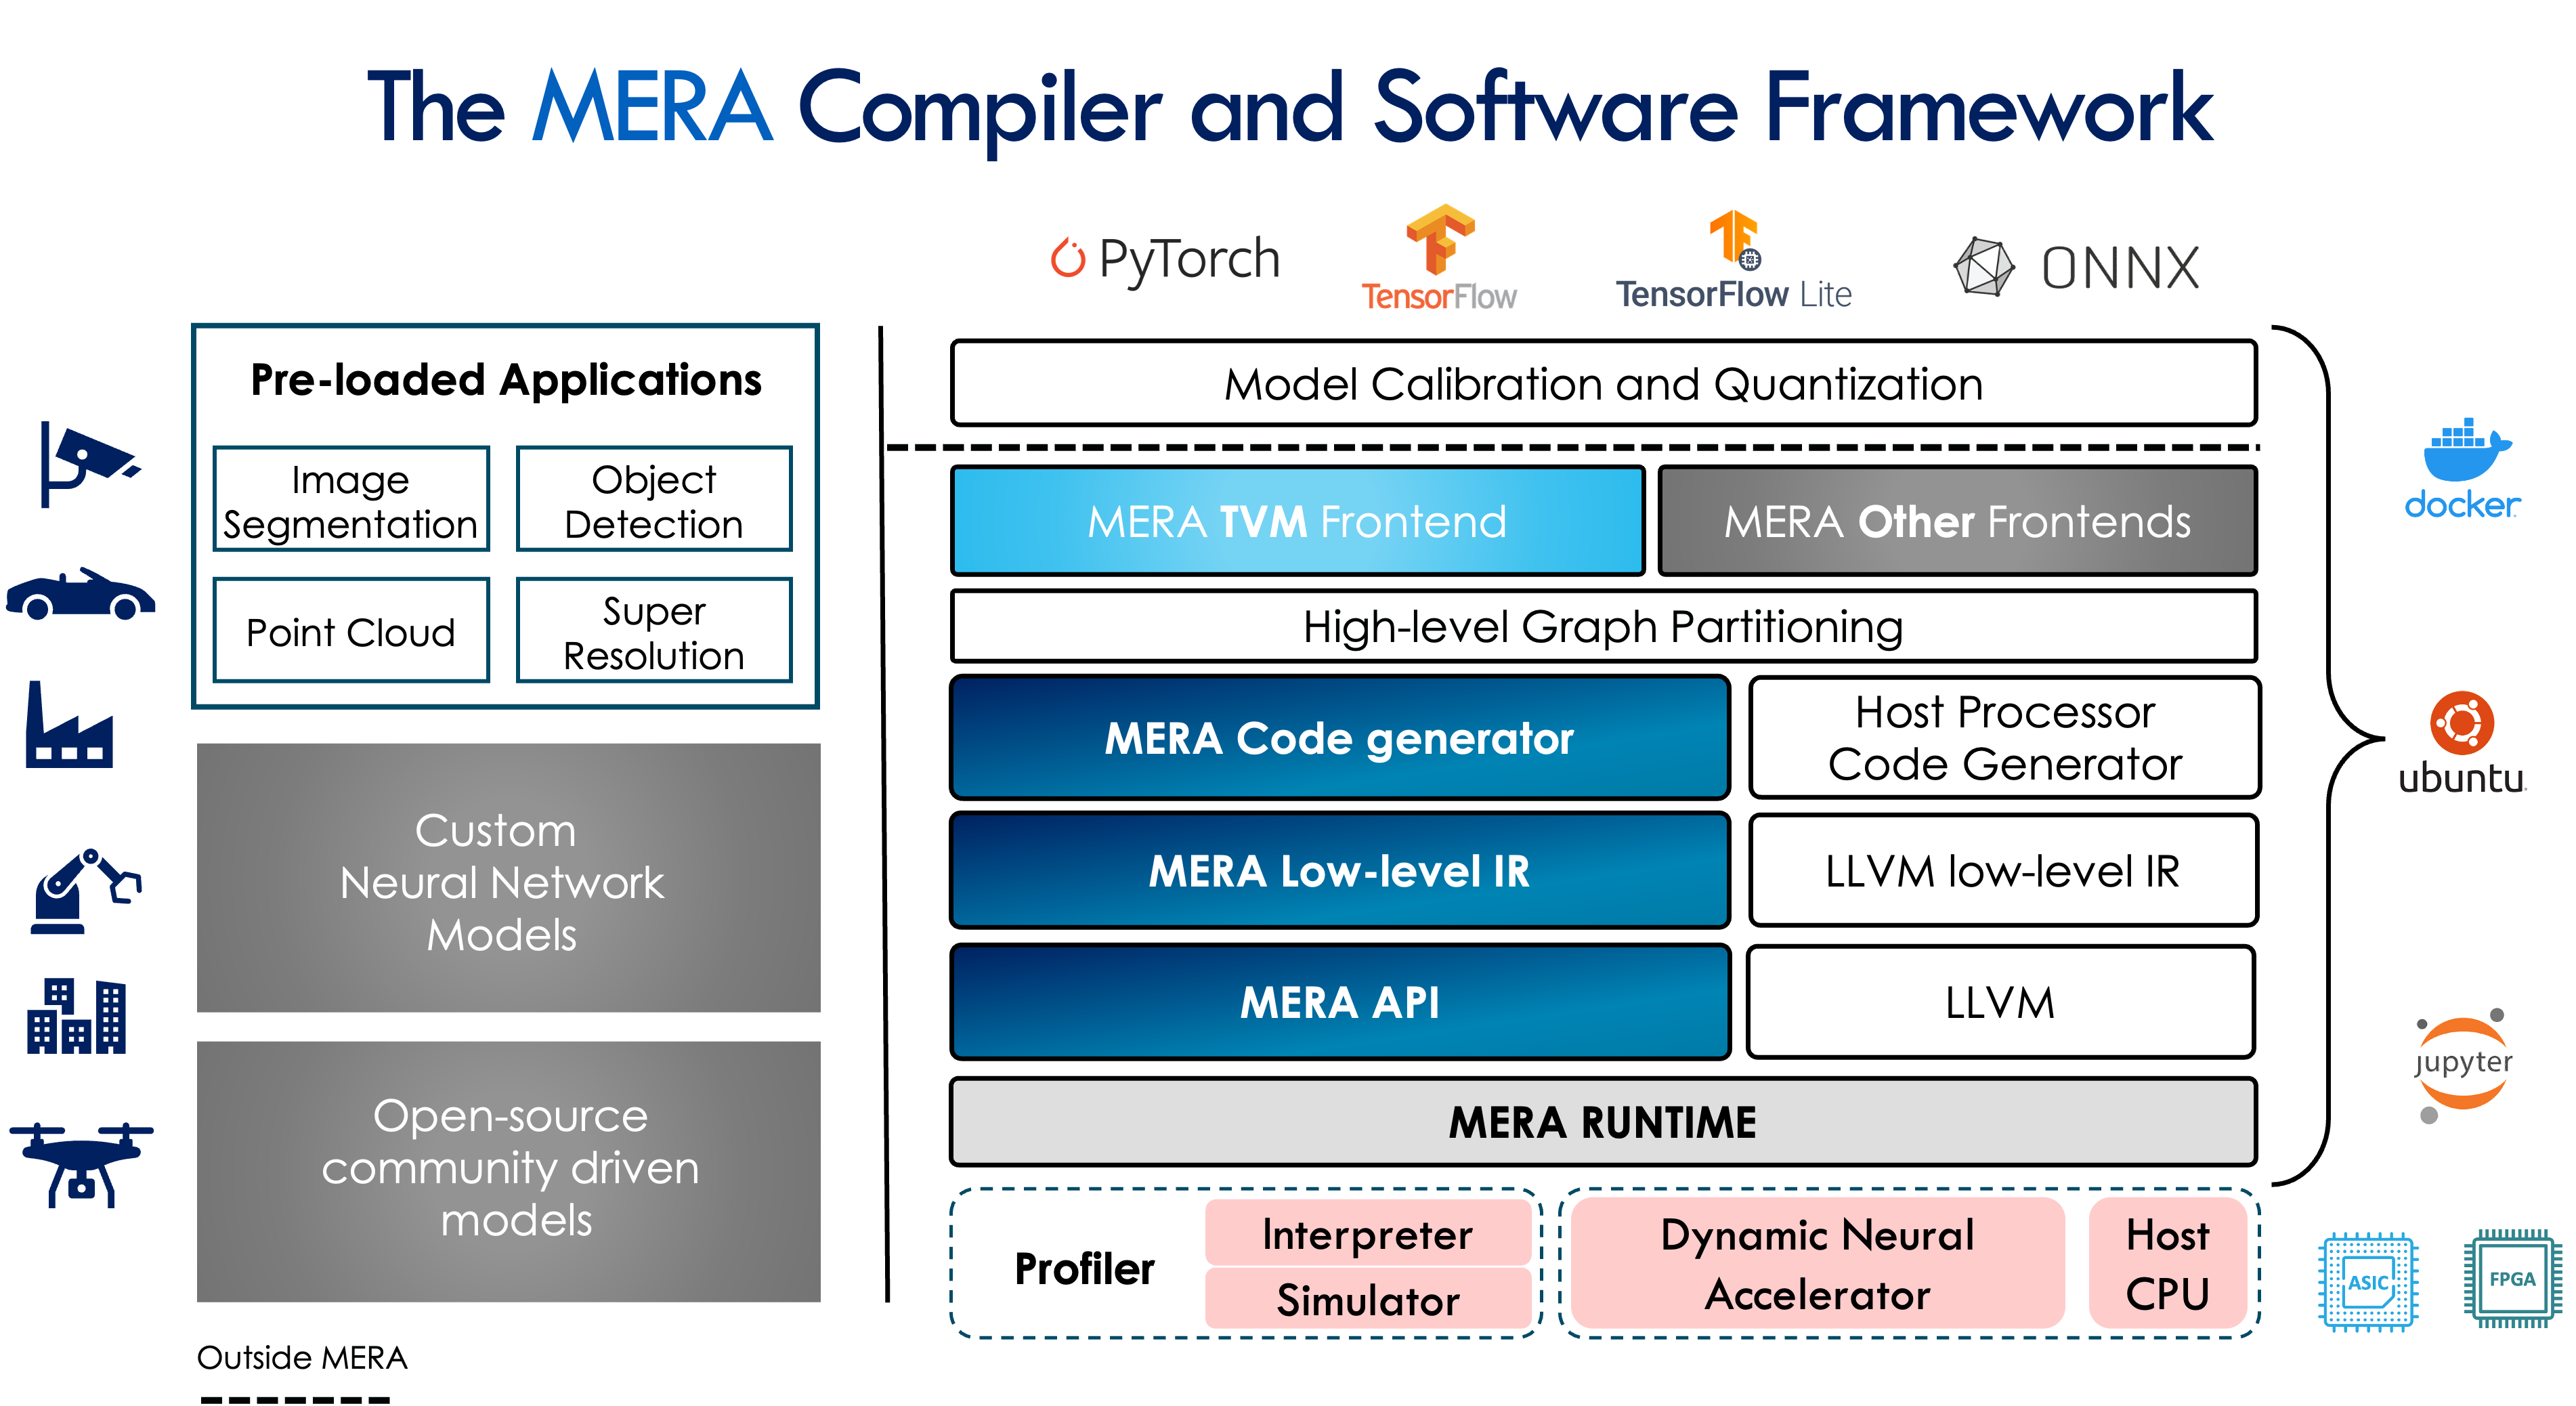 The MERA Compiler and Software Framework
PyTorch
TensorFlow
TensorFlow Lite
ONNX
Pre-loaded Applications
Image
Segmentation
Object
Detection
Point Cloud
Super
Resolution
Custom
Neural Network
Models
Open-source
community driven
models
Outside MERA
Model Calibration and Quantization
MERA TVM Frontend
MERA Other Frontends
High-level Graph Partitioning
MERA Code generator
Host Processor
Code Generator
MERA Low-level IR
LLVM low-level IR
MERA API
LLVM
MERA RUNTIME
Profiler
Interpreter
Simulator
Dynamic Neural
Accelerator
Host
CPU
docker
ubuntu
jupyter
ASIC
FPGA